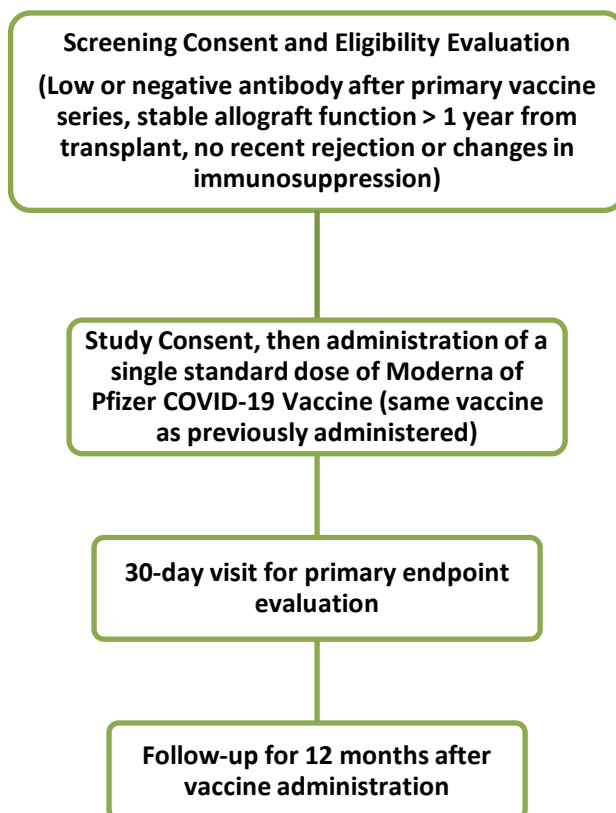 Screening Consent and Eligibility Evaluation
(Low or negative antibody after primary vaccine
series, stable allograft function > 1 year from
transplant, no recent rejection or changes in
immunosuppression)
Study Consent, then administration of a
single standard dose of Moderna of
Pfizer COVID-19 Vaccine (same vaccine
as previously administered)
30-day visit for primary endpoint
evaluation
Follow-up for 12 months after
vaccine administration